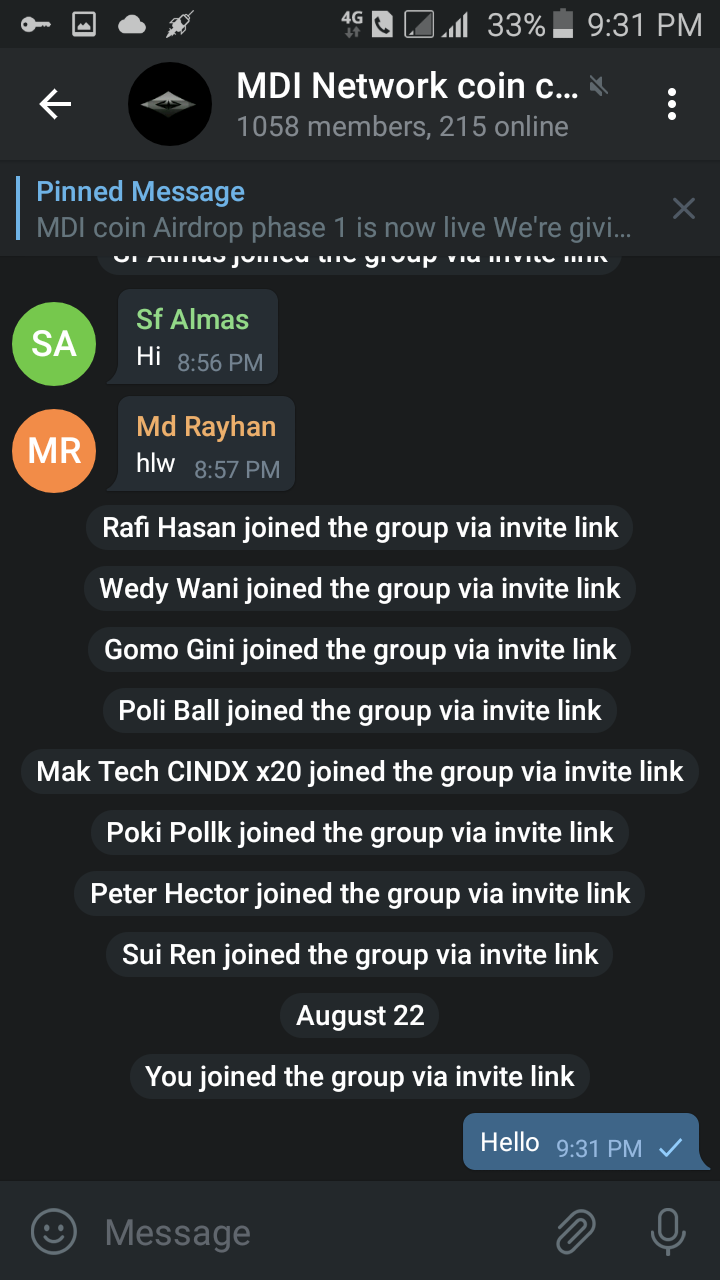 4G 33% 9:31 PM
MDI Network coin c...
1058 members, 215 online
Pinned Message
MDI coin Airdrop phase 1 is now live We're givi...
Sf Almas joined the group via invite link
SA
Sf Almas
Hi 8:56 PM
MR
Md Rayhan
hlw 8:57 PM
Rafi Hasan joined the group via invite link
Wedy Wani joined the group via invite link
Gomo Gini joined the group via invite link
Poli Ball joined the group via invite link
Mak Tech CINDX x20 joined the group via invite link
Poki Pollk joined the group via invite link
Peter Hector joined the group via invite link
Sui Ren joined the group via invite link
August 22
You joined the group via invite link
Hello 9:31 PM
Message